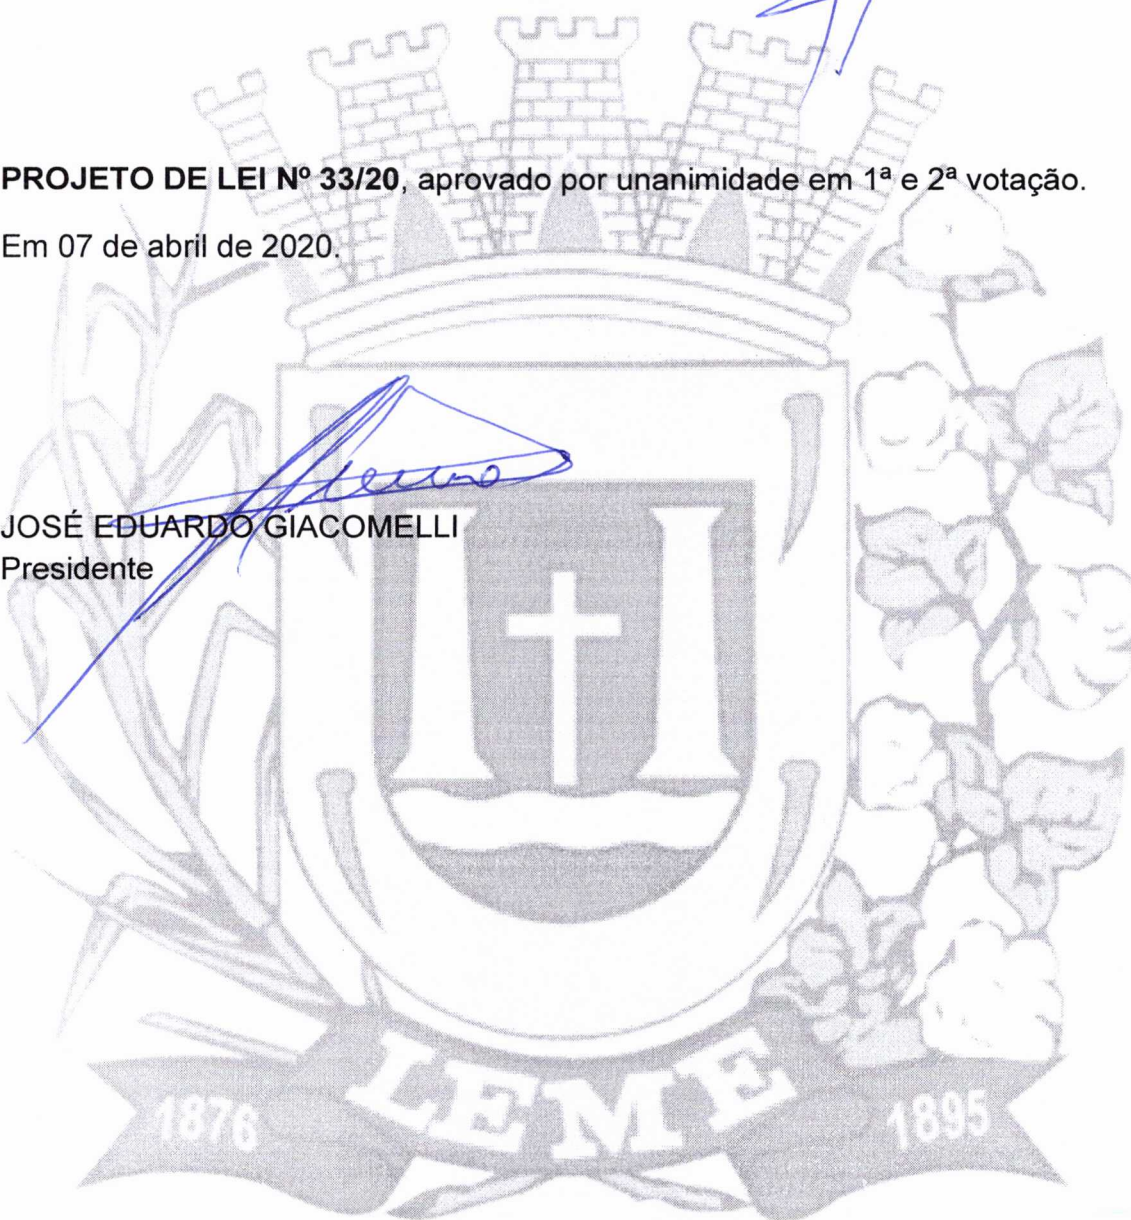 PROJETO DE LEI Nº 33/20, aprovado por unanimidade em 1ª e 2ª votação.
Em 07 de abril de 2020.
JOSÉ EDUARDO GIACOMELLI
Presidente
LEME
1876
1895